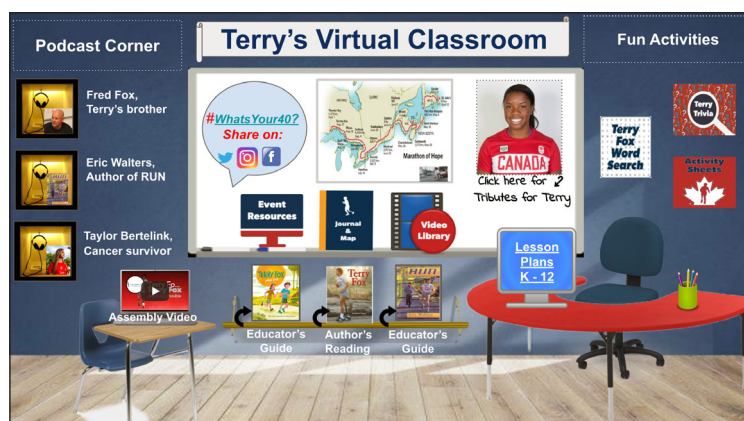 Podcast Corner
Terry's Virtual Classroom
Fun Activities
Fred Fox,
Terry's brother
Eric Walters,
Author of RUN
Taylor Bertelink,
Cancer survivor
#WhatsYour40?
Share on:
Marathon of Hope
CANADA
Click here for
Tributes for Terry
Terry
Trivia
Terry
Fox
Word
Search
Activity
Sheets
Event
Resources
Journal
&
Map
Video
Library
Lesson
Plans
K - 12
Assembly Video
Terry Fox
Terry
Fox
RUN
Educator's
Guide
Author's
Reading
Educator's
Guide